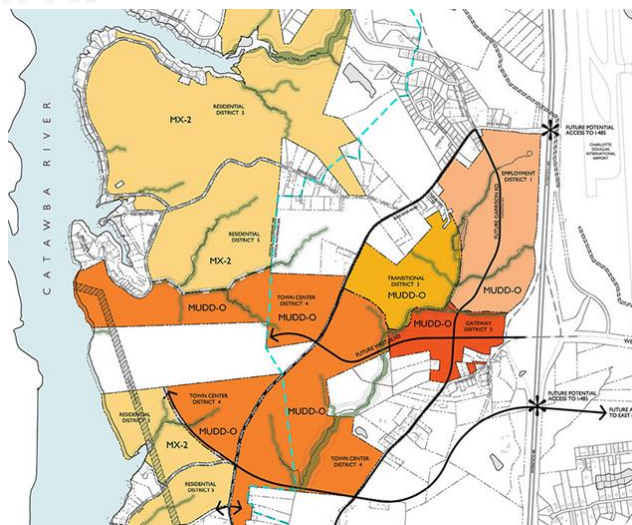 CATAWBA RIVER
RESIDENTIAL
DISTRICT 5
MX-2
FUTURE POTENTIAL
ACCESS TO I-485
CHARLOTTE
DOUGLAS
INTERNATIONAL
AIRPORT
EMPLOYMENT
DISTRICT 1
FUTURE GARRISON RD
RESIDENTIAL
DISTRICT 5
MX-2
TRANSITIONAL
DISTRICT 3
MUDD-O
MUDD-O
MUDD-O
TOWN CENTER
DISTRICT 4
MUDD-O
MUDD-O
GATEWAY
DISTRICT 2
FUTURE WEST BLVD
FUTURE POTENTIAL
ACCESS TO I-485
TOWN CENTER
DISTRICT 4
RESIDENTIAL
MUDD-O
MUDD-O
FUTURE
TO EAST
MX-2
TOWN CENTER
DISTRICT 4
RESIDENTIAL
DISTRICT 5